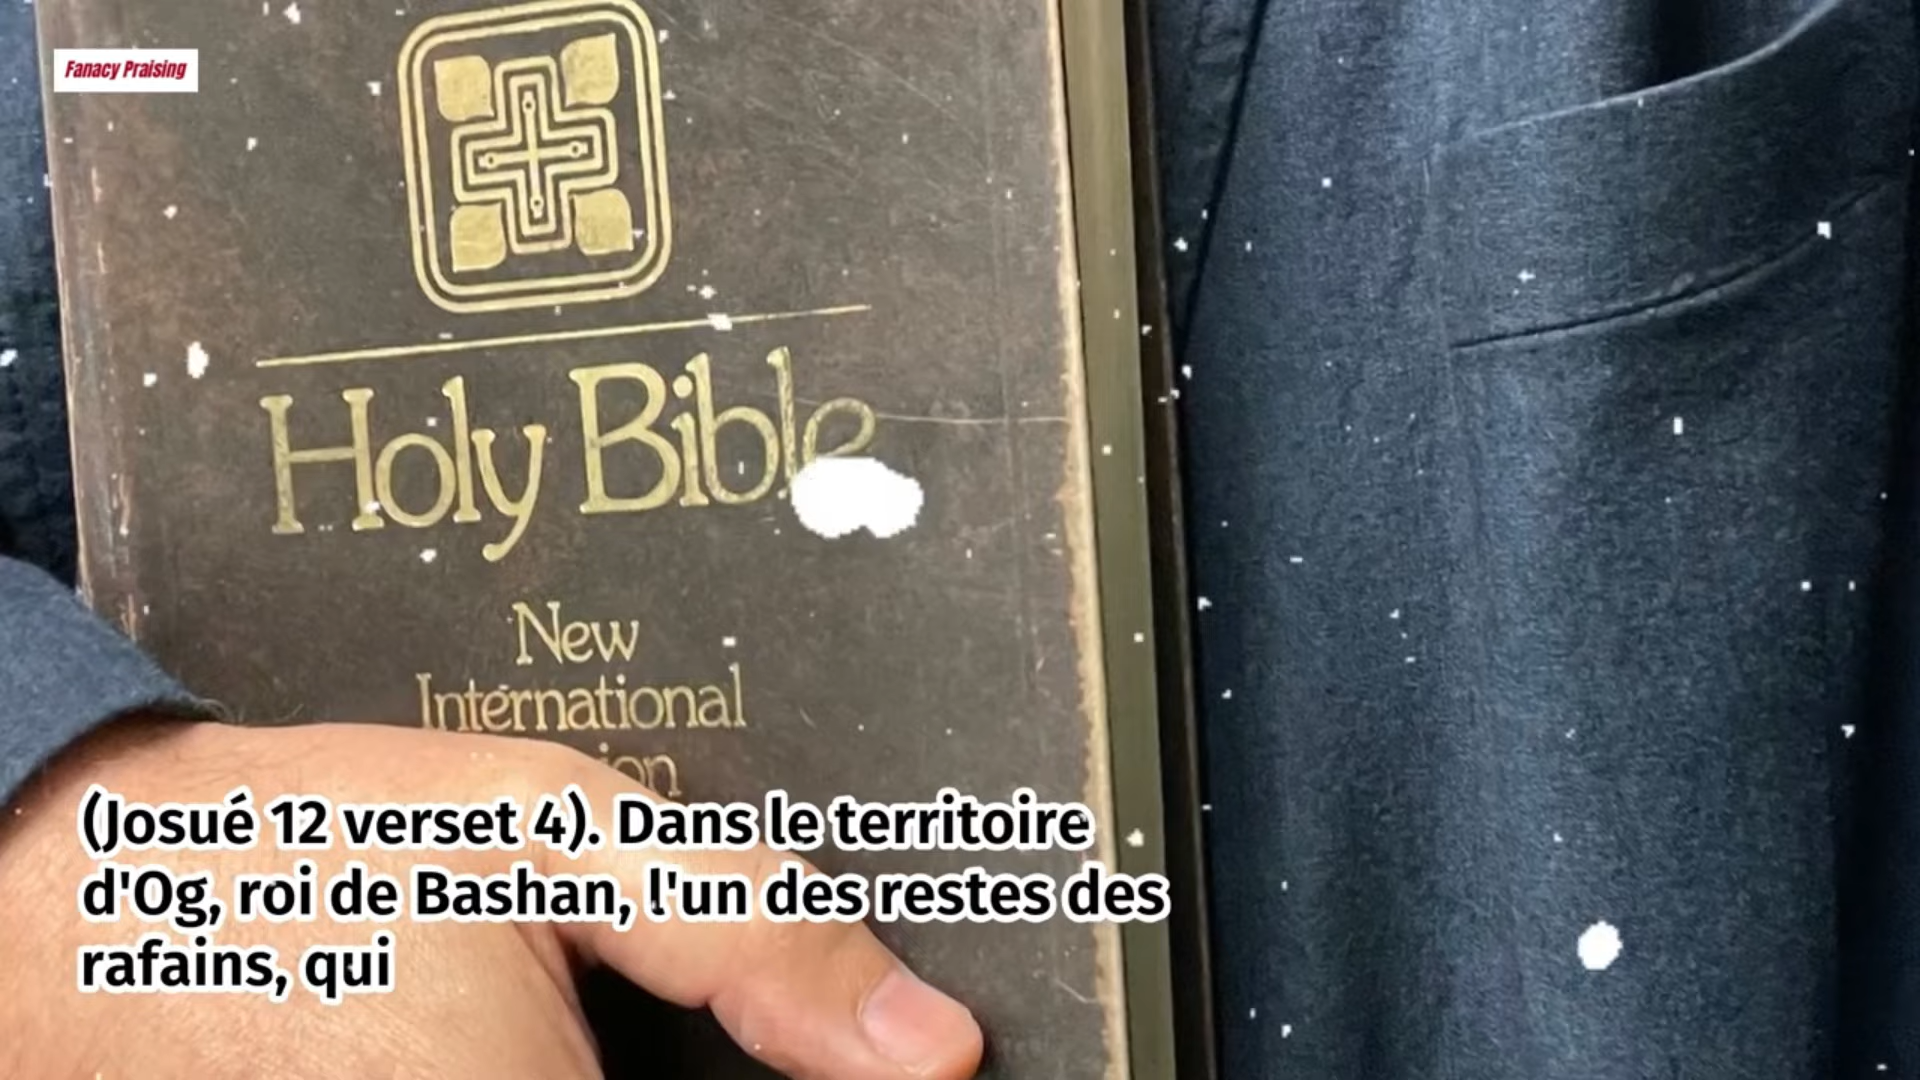 Fanacy Praising
Holy Bible
New
International
(Josué 12 verset 4). Dans le territoire
d'Og, roi de Bashan, l'un des restes des
rafains, qui